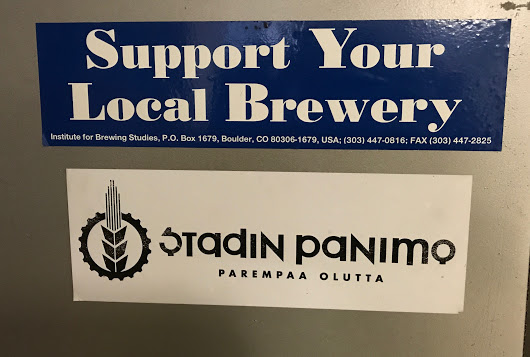 Support Your
Local Brewery
Institute for Brewing Studies, P.O. Box 1679, Boulder, CO 80306-1679, USA; (303) 447-0816; FAX (303) 447-2825
STADIN PANIMO
PAREMPAA OLUTTA